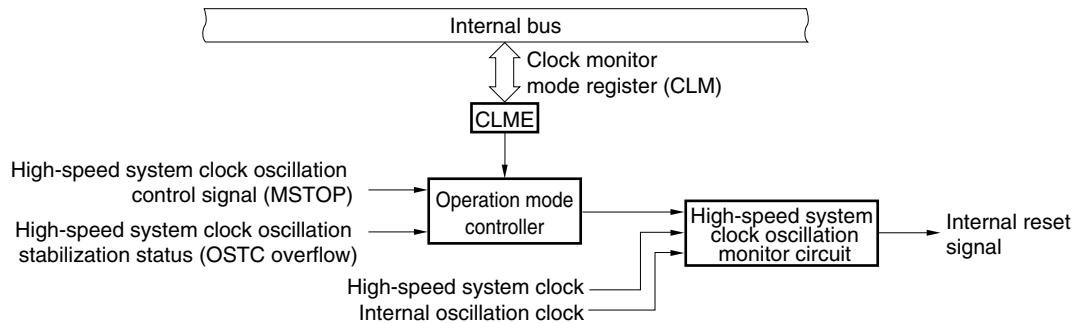 Internal bus
Clock monitor
mode register (CLM)
CLME
High-speed system clock oscillation
control signal (MSTOP)
Operation mode
controller
High-speed system clock oscillation
stabilization status (OSTC overflow)
High-speed system
clock oscillation
monitor circuit
Internal reset
signal
High-speed system clock
Internal oscillation clock